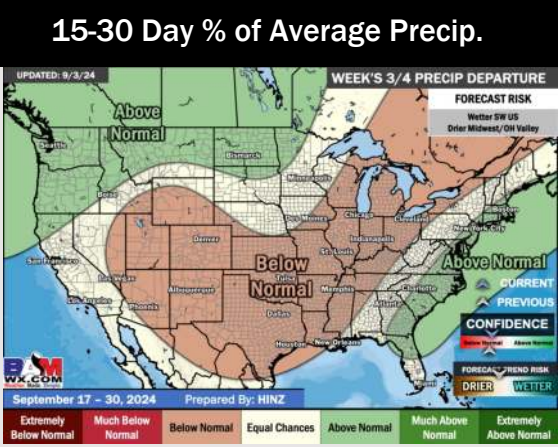 15-30 Day % of Average Precip.
UPDATED: 9/3/24
WEEK'S 3/4 PRECIP DEPARTURE
FORECAST RISK
Wetter SW US
Drier Midwest/OH Valley
Above
Normal
Seattle
Bismarck
Minneapolis
Boise
Boston
Des Moines
Chicago
Cleveland
New York City
Denver
Indianapolis
San Francisco
St. Louis
Below
Normal
Above Normal
Las Vegas
Tulsa
Los Angeles
Albuquerque
Memphis
Charlotte
Phoenix
Atlanta
Dallas
CURRENT
PREVIOUS
CONFIDENCE
Below Normal Above Normal
Houston
New Orleans
Miami
FORECAST TREND RISK
DRIER WETTER
BAM
WX.COM
September 17 – 30, 2024 Prepared By: HINZ
Extremely
Below Normal
Much Below
Normal
Below Normal
Equal Chances
Above Normal
Much Above
Normal
Extremely
Above Normal